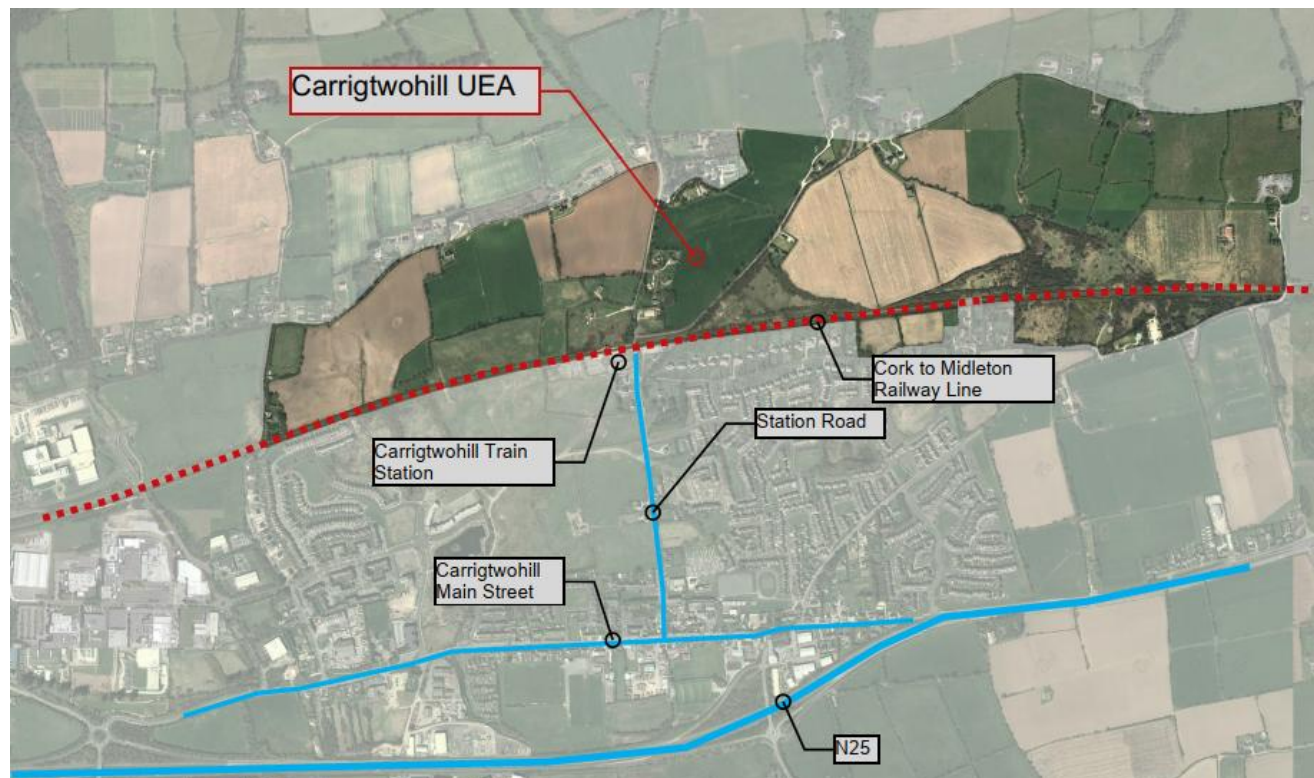 Carrigtwohill UEA
Cork to Midleton
Railway Line
Station Road
Carrigtwohill Train
Station
Carrigtwohill
Main Street
N25